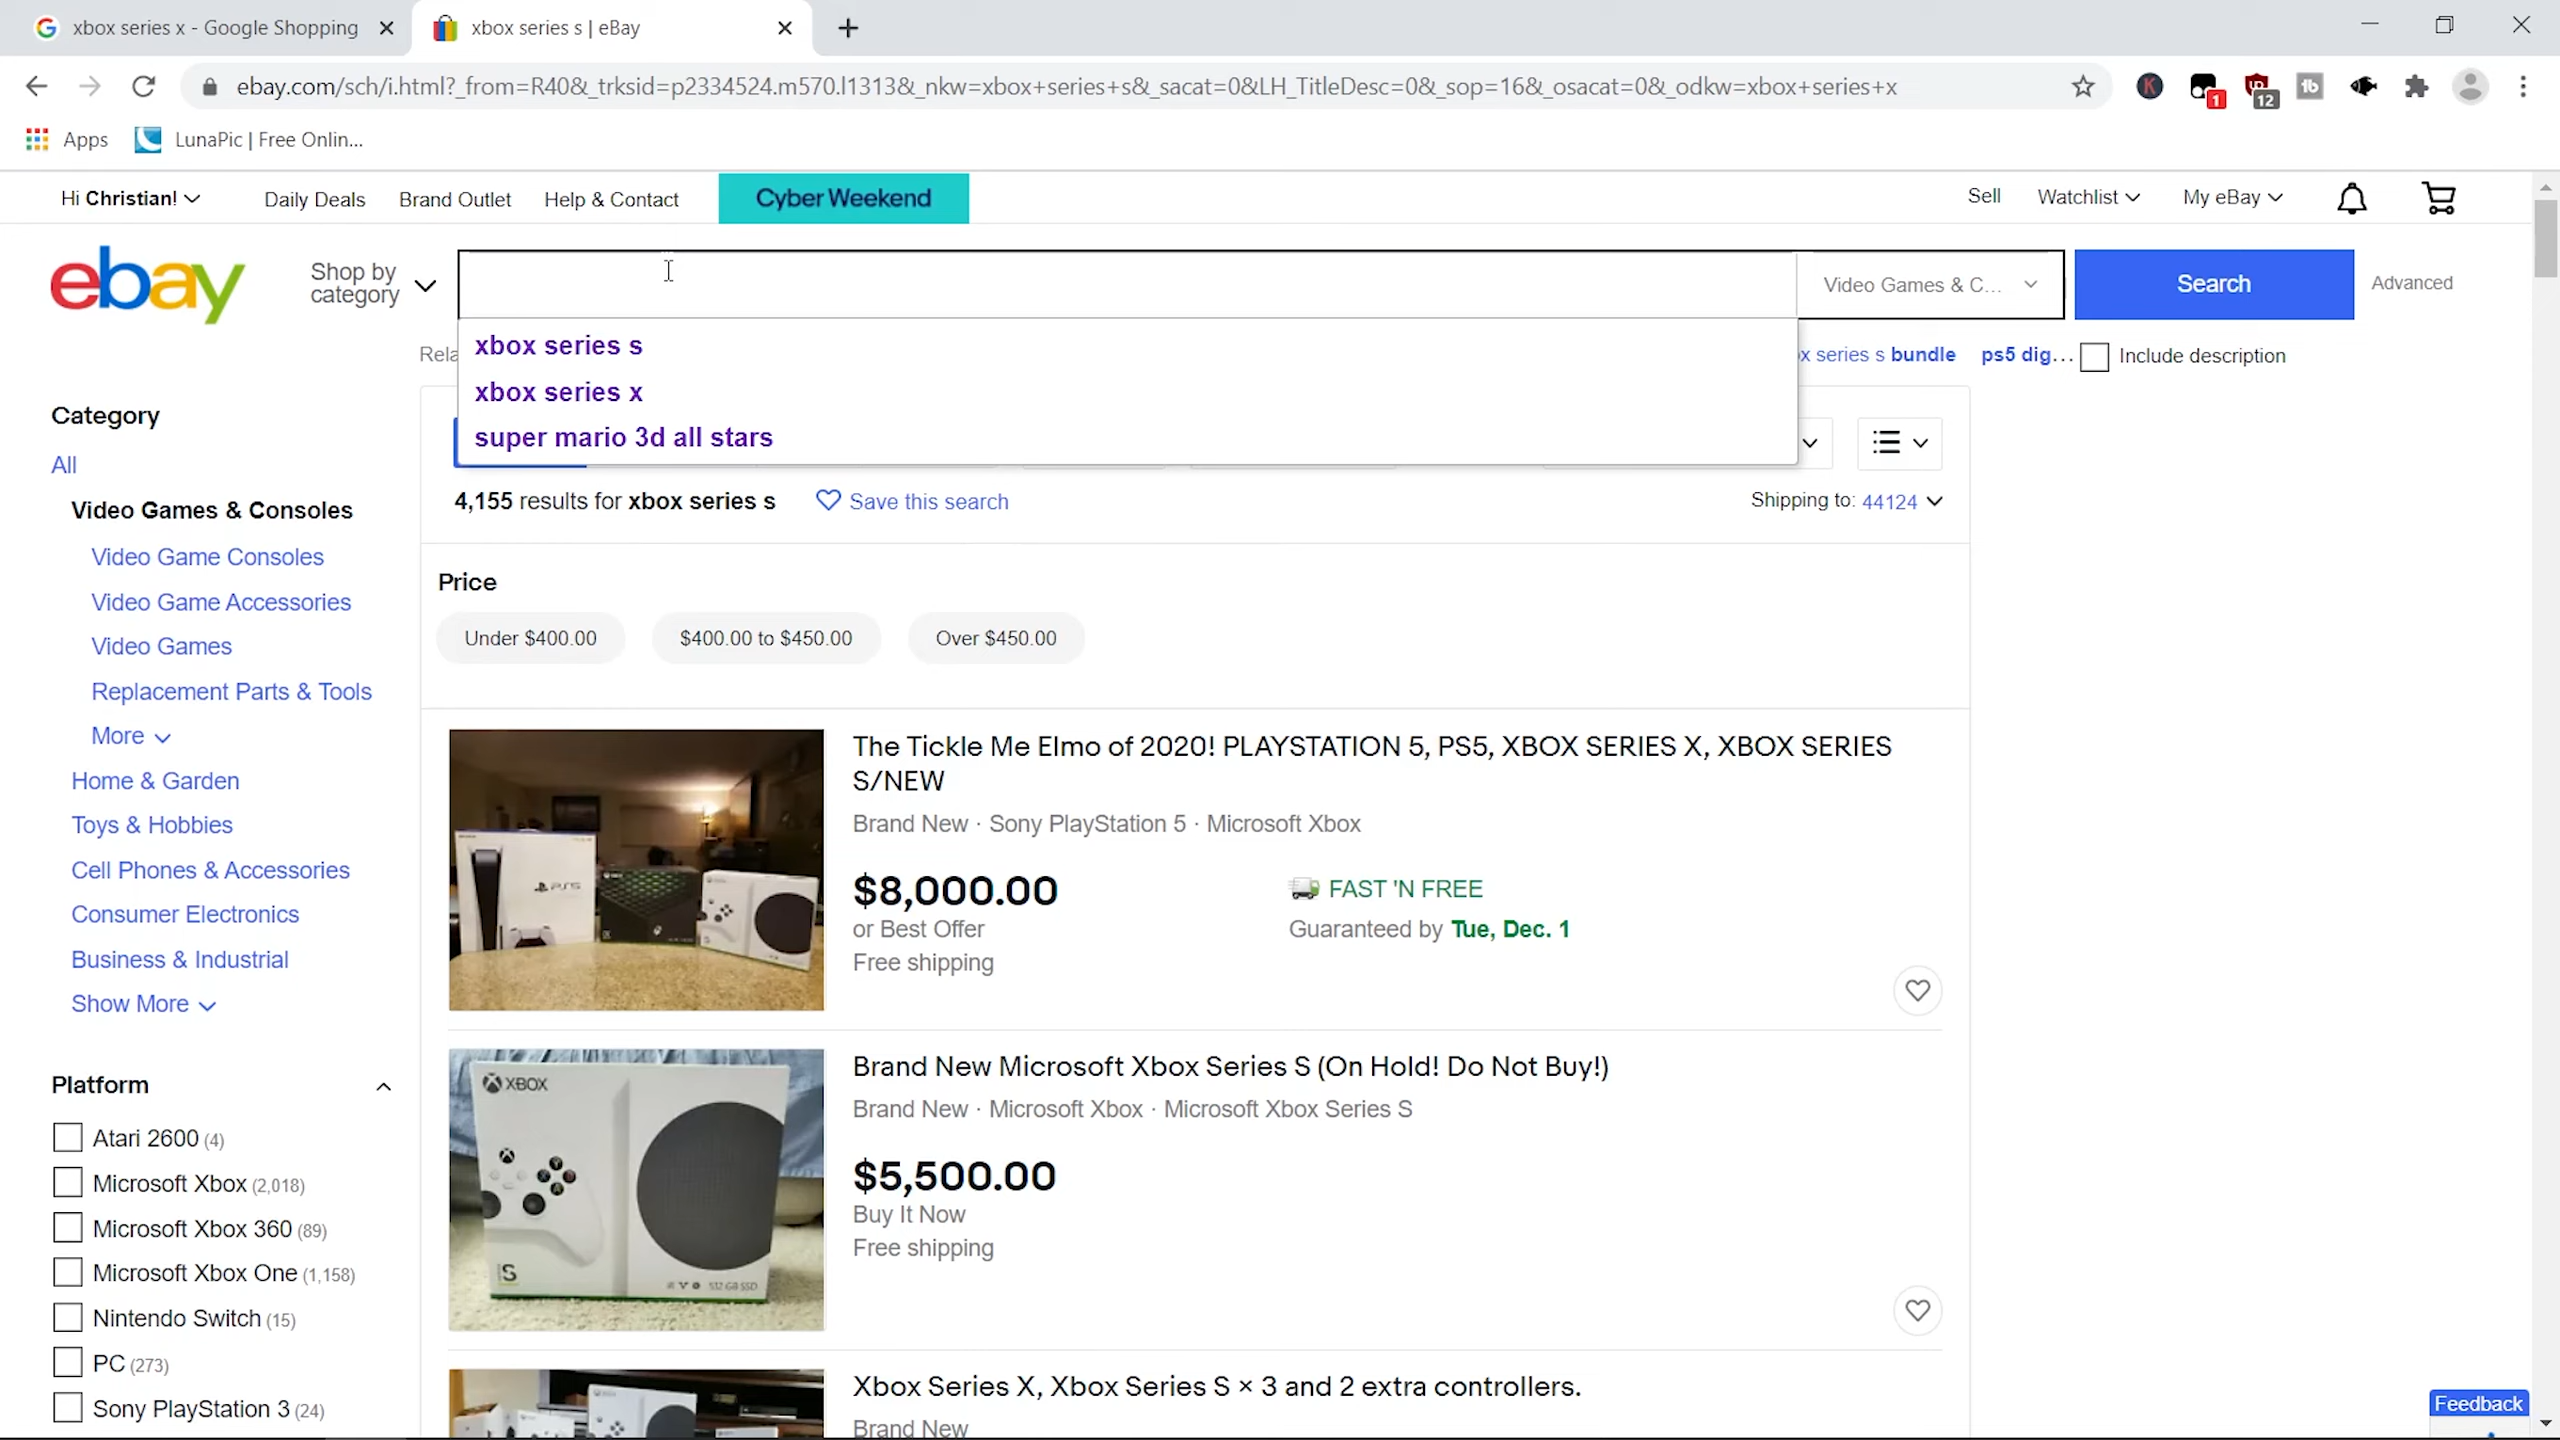 xbox series x - Google Shopping
xbox series s | eBay
ebay.com/sch/i.html?_from=R40&_trksid=p2334524.m570.l1313&_nkw=xbox+series+s&_sacat=0&LH_TitleDesc=0&_sop=16&_osacat=0&_odkw=xbox+series+x
K
1
12
tb
Apps
LunaPic | Free Onlin...
Hi Christian!
Daily Deals
Brand Outlet
Help & Contact
Cyber Weekend
Sell
Watchlist
My eBay
ebay
Shop by
category
Video Games & C...
Search
Advanced
xbox series s
xbox series x
super mario 3d all stars
Rela
x series s bundle
ps5 dig...
Include description
4,155 results for xbox series s
Save this search
Shipping to: 44124
Category
All
Video Games & Consoles
Video Game Consoles
Video Game Accessories
Video Games
Replacement Parts & Tools
More
Home & Garden
Toys & Hobbies
Cell Phones & Accessories
Consumer Electronics
Business & Industrial
Show More
Platform
Atari 2600 (4)
Microsoft Xbox (2,018)
Microsoft Xbox 360 (89)
Microsoft Xbox One (1,158)
Nintendo Switch (15)
PC (273)
Sony PlayStation 3 (24)
Price
Under $400.00
$400.00 to $450.00
Over $450.00
PS5
The Tickle Me Elmo of 2020! PLAYSTATION 5, PS5, XBOX SERIES X, XBOX SERIES
S/NEW
Brand New · Sony PlayStation 5 · Microsoft Xbox
$8,000.00
or Best Offer
Free shipping
FAST 'N FREE
Guaranteed by Tue, Dec. 1
XBOX
S
512 GB SSD
Brand New Microsoft Xbox Series S (On Hold! Do Not Buy!)
Brand New · Microsoft Xbox · Microsoft Xbox Series S
$5,500.00
Buy It Now
Free shipping
Xbox Series X, Xbox Series S × 3 and 2 extra controllers.
Brand New
Feedback